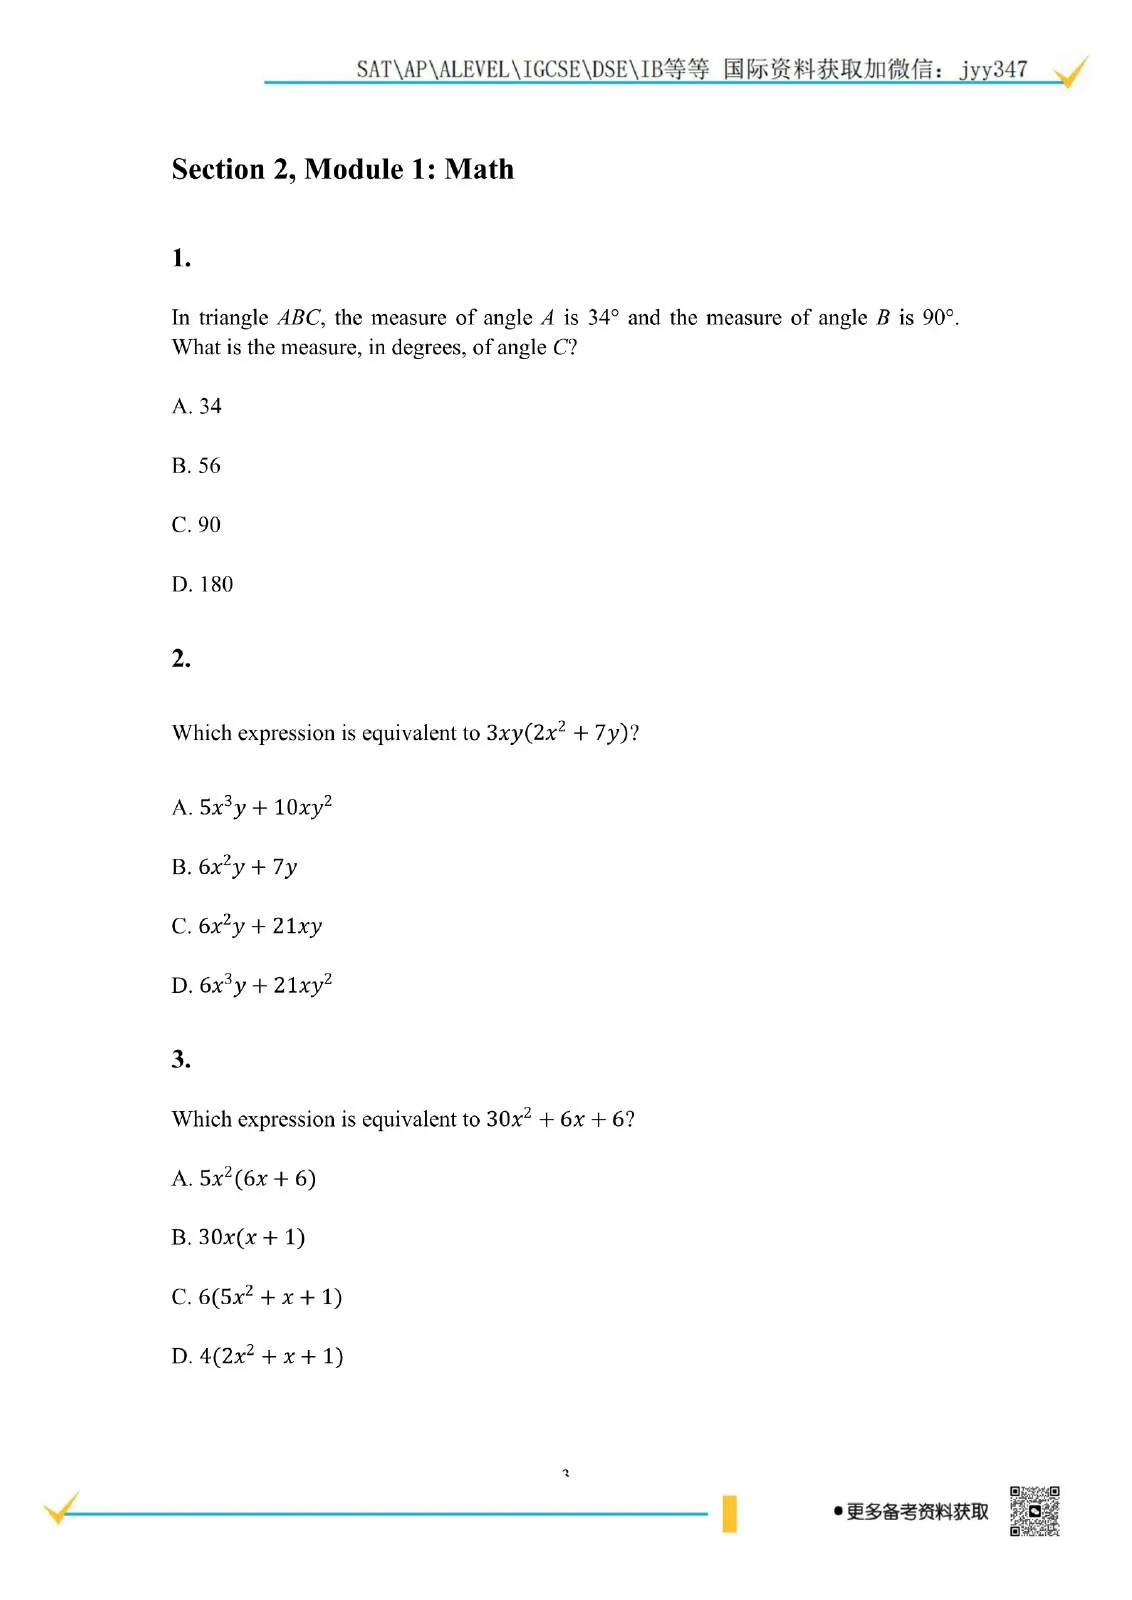 SAT\AP\ALEVEL\IGCSE\DSE\IB等等 国际资料获取加微信：jyy347
Section 2, Module 1: Math
1.
In triangle ABC, the measure of angle A is 34° and the measure of angle B is 90°.
What is the measure, in degrees, of angle C?
A. 34
B. 56
C. 90
D. 180
2.
Which expression is equivalent to 3xy(2x² + 7y)?
A. 5x³y + 10xy²
B. 6x²y + 7y
C. 6x²y + 21xy
D. 6x³y + 21xy²
3.
Which expression is equivalent to 30x² + 6x + 6?
A. 5x²(6x + 6)
B. 30x(x + 1)
C. 6(5x² + x + 1)
D. 4(2x² + x + 1)
3
•更多备考资料获取